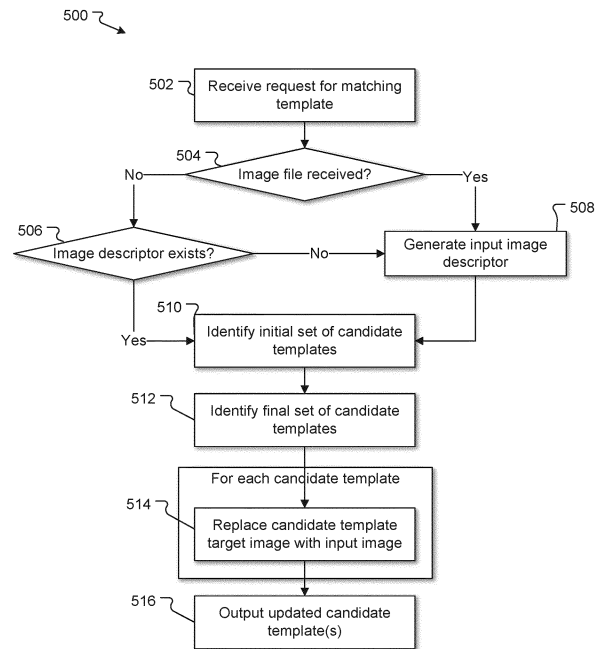 500
502
Receive request for matching
template
504
Image file received?
No
Yes
506
Image descriptor exists?
No
508
Generate input image
descriptor
Yes
510
Identify initial set of candidate
templates
512
Identify final set of candidate
templates
For each candidate template
514
Replace candidate template
target image with input image
516
Output updated candidate
template(s)